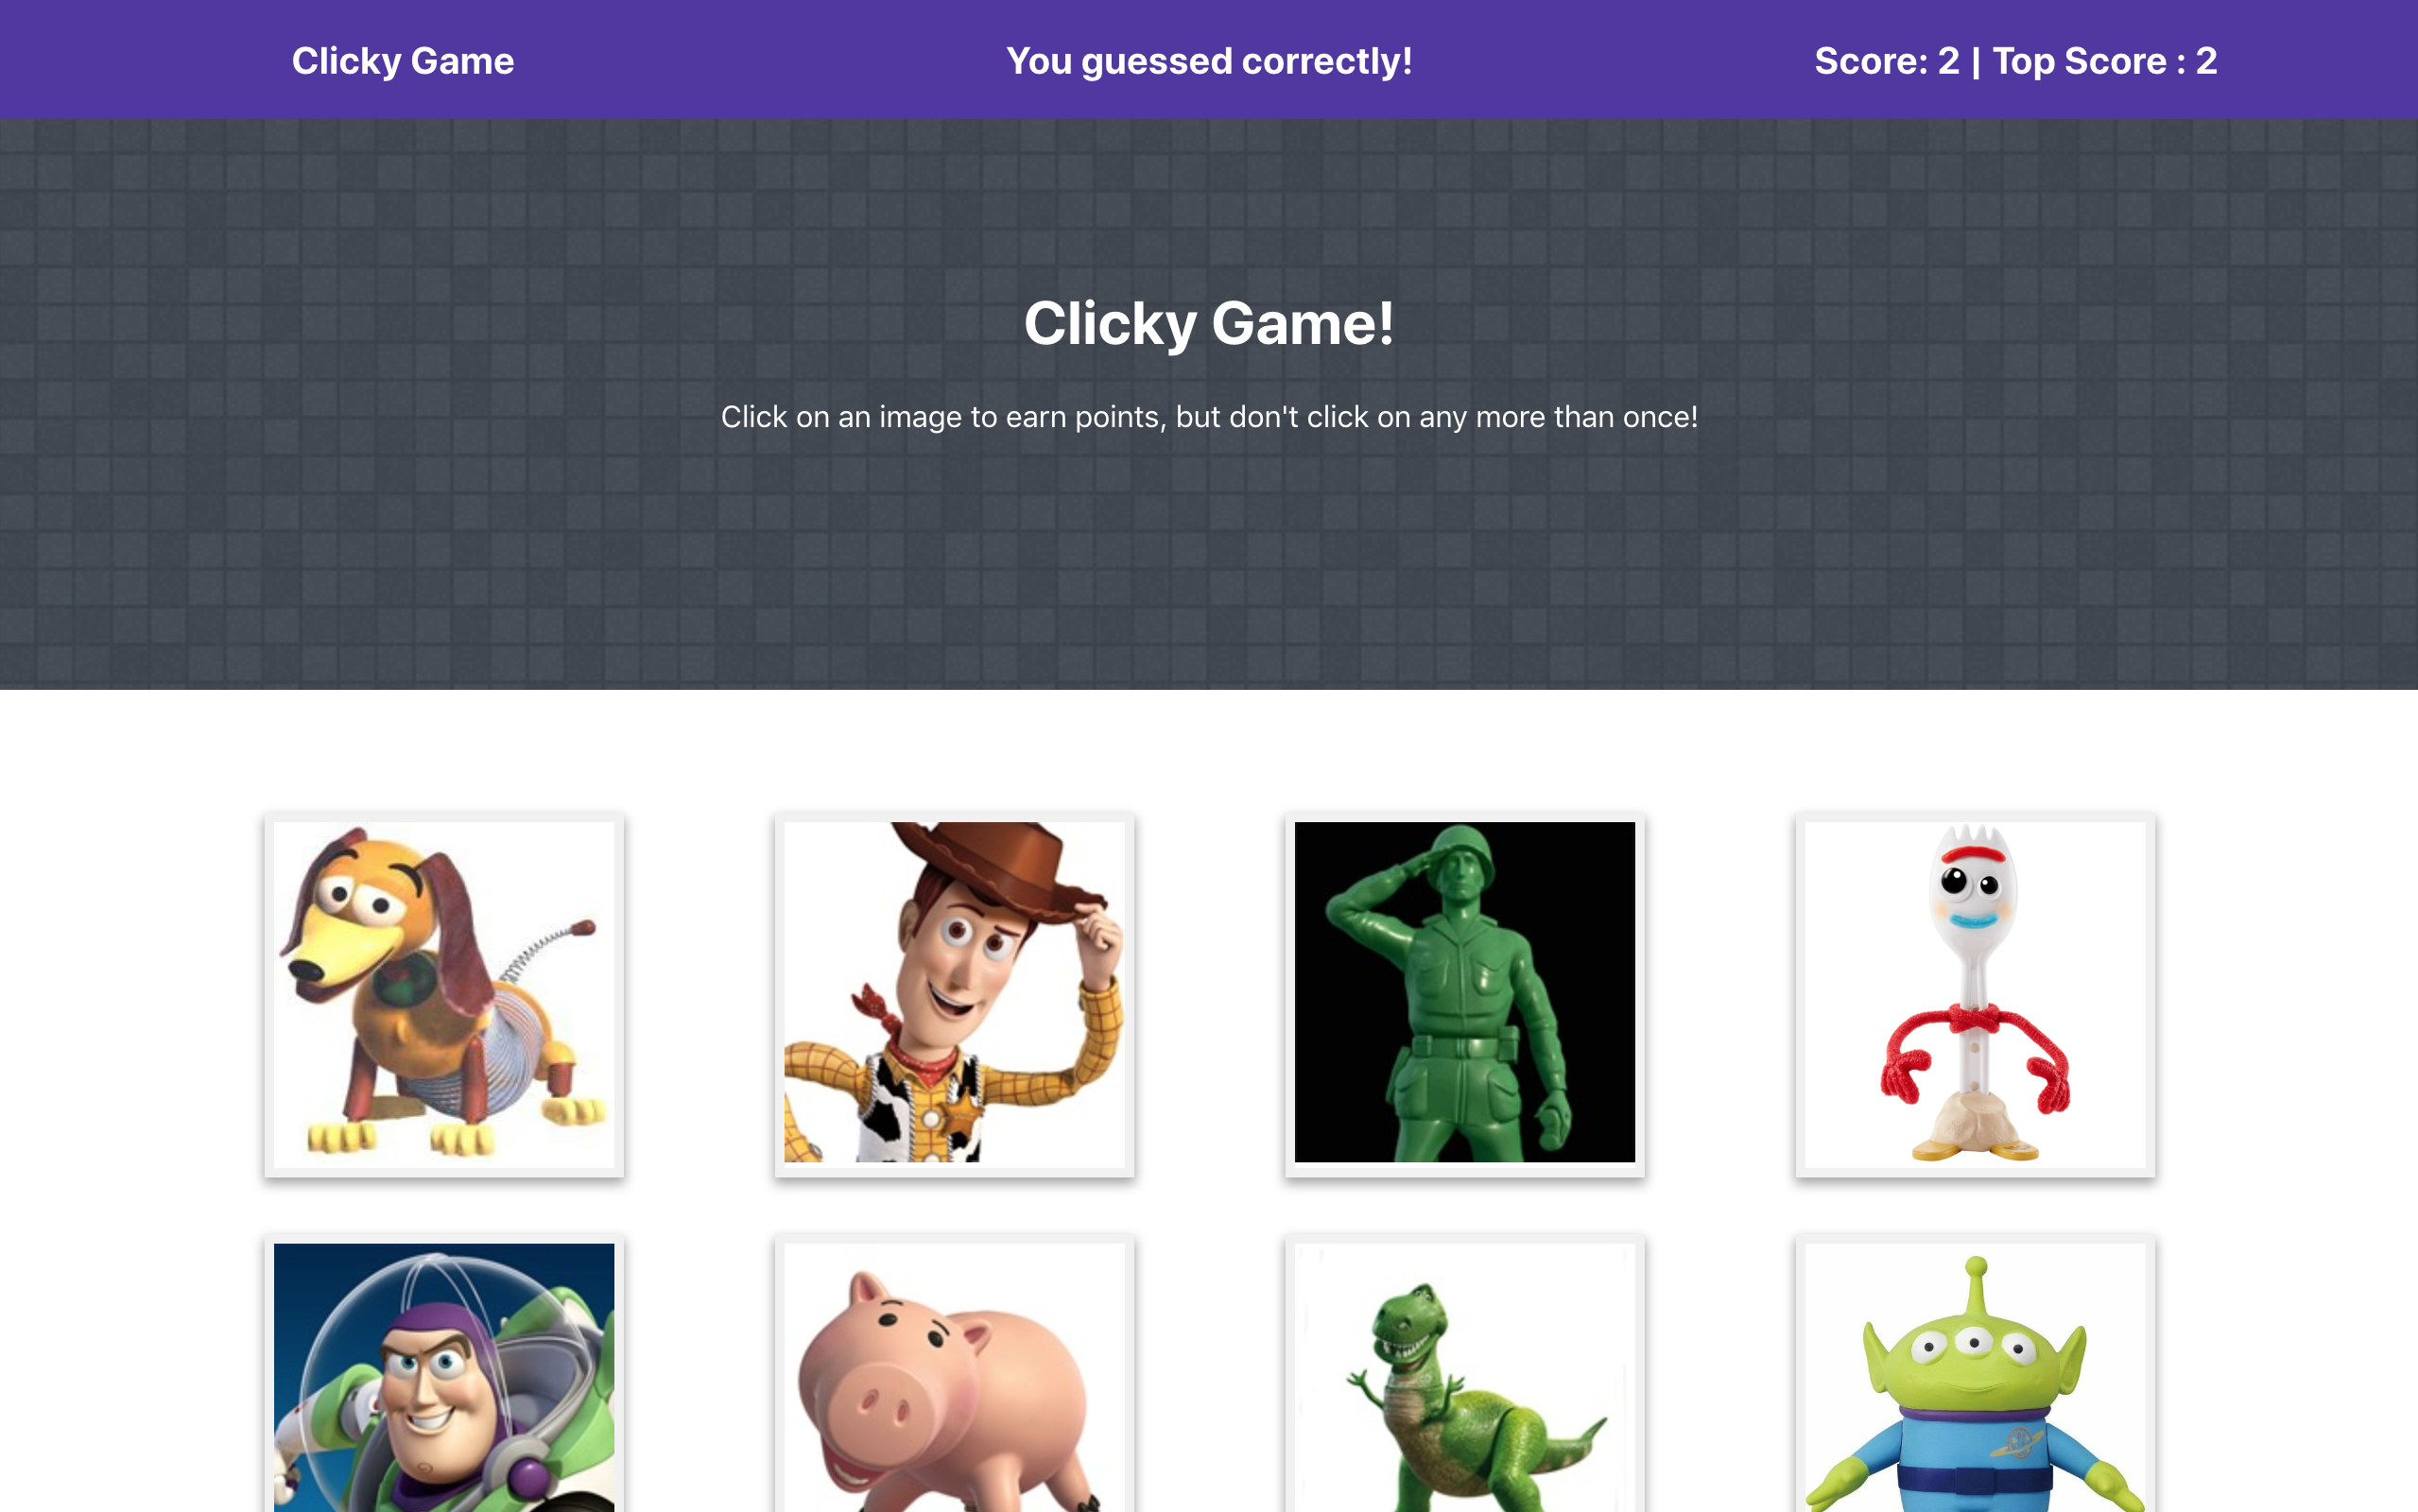 Clicky Game
You guessed correctly!
Score: 2 | Top Score : 2
Clicky Game!
Click on an image to earn points, but don't click on any more than once!